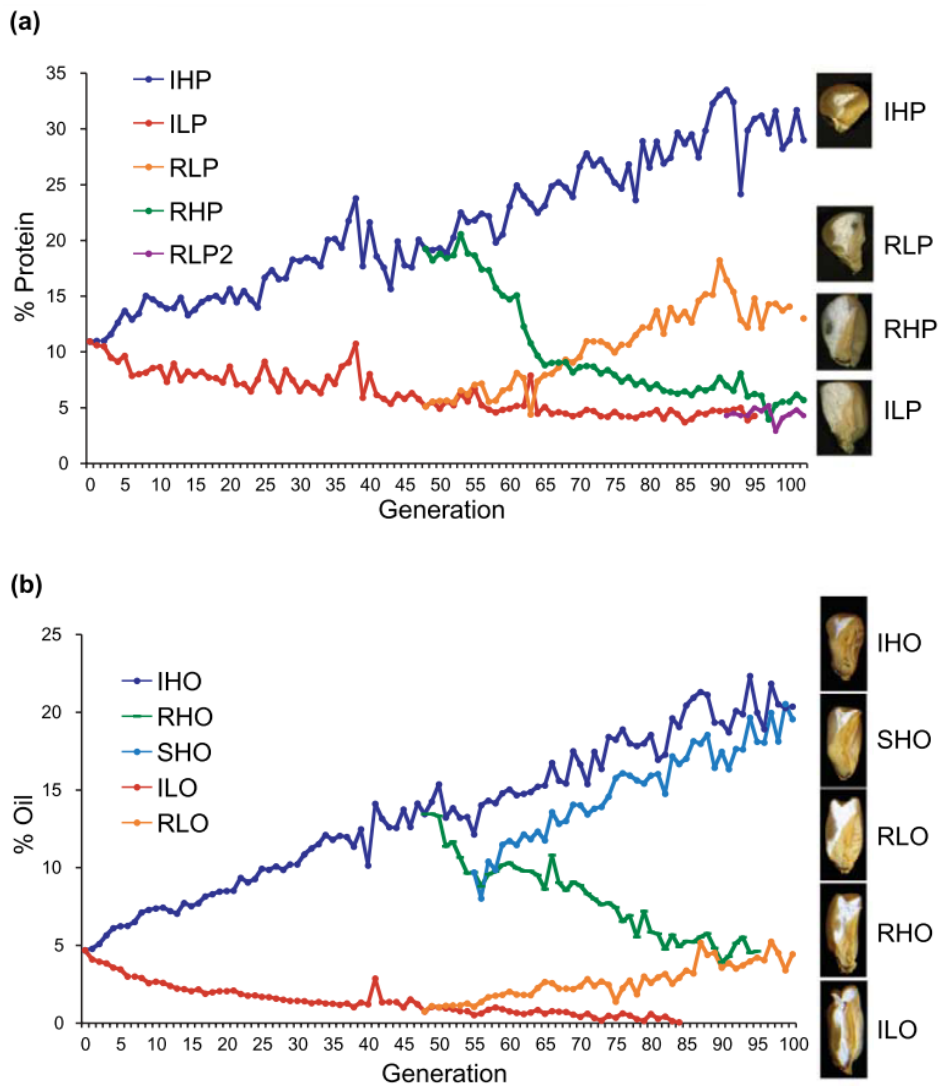 (a)
35
30
25
20
15
10
5
0
% Protein
IHP
ILP
RLP
RHP
RLP2
0 5 10 15 20 25 30 35 40 45 50 55 60 65 70 75 80 85 90 95 100
Generation
IHP
RLP
RHP
ILP
(b)
25
20
15
10
5
0
% Oil
IHO
RHO
SHO
ILO
RLO
0 5 10 15 20 25 30 35 40 45 50 55 60 65 70 75 80 85 90 95 100
Generation
IHO
SHO
RLO
RHO
ILO